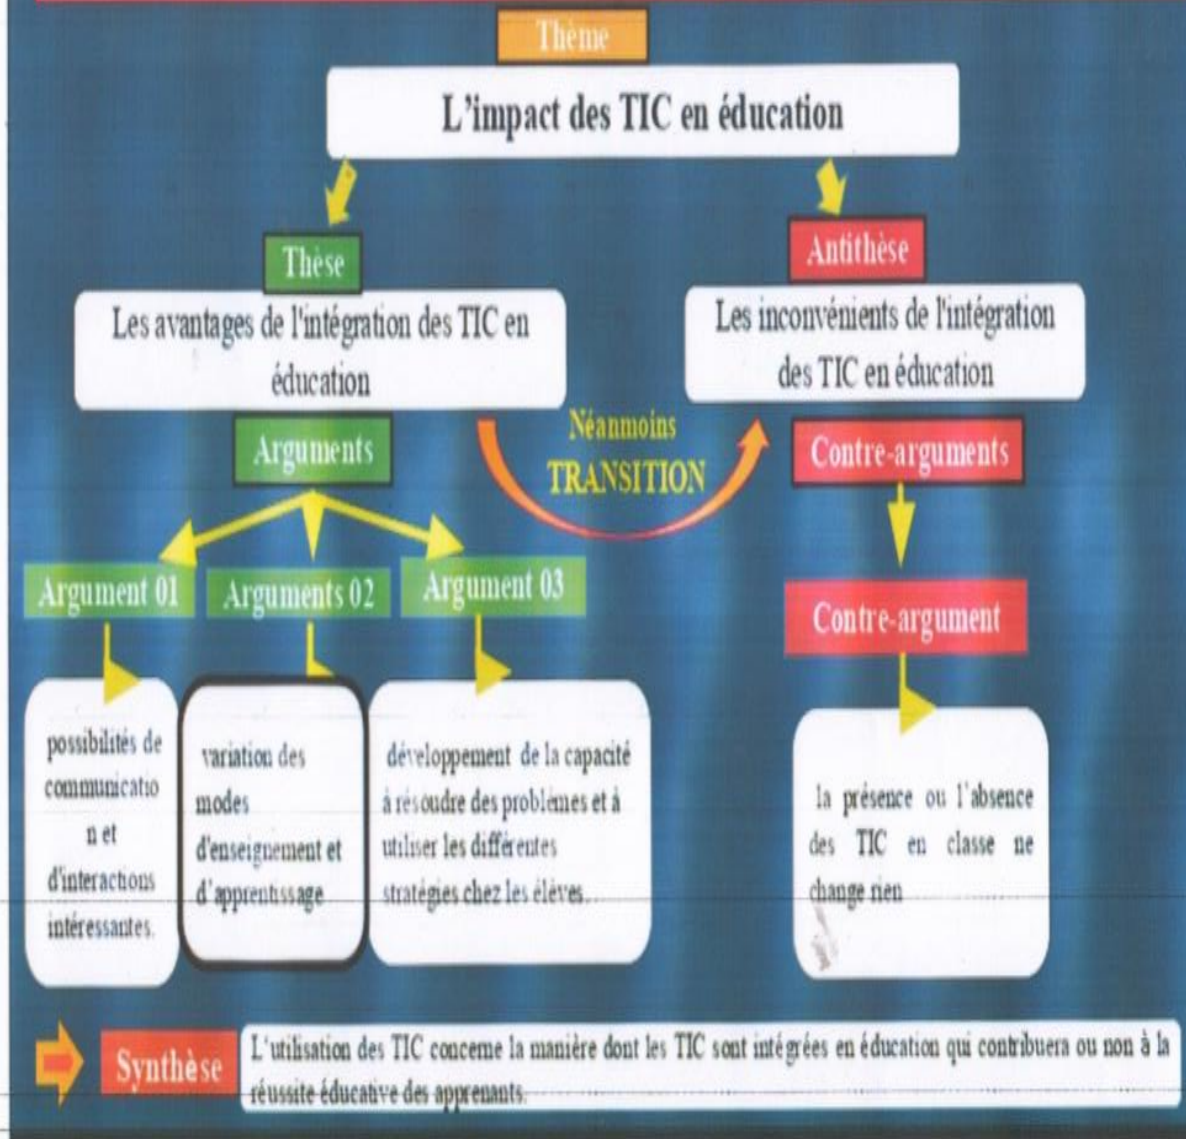 Thème
L'impact des TIC en éducation
Thèse
Les avantages de l'intégration des TIC en
éducation
Antithèse
Les inconvénients de l'intégration
des TIC en éducation
Néanmoins
TRANSITION
Arguments
Argument 01
possibilités de
communicatio
n et
d'interactions
intéressantes.
Arguments 02
variation des
modes
d'enseignement et
d'apprentissage
Argument 03
développement de la capacité
à résoudre des problèmes et à
utiliser les différentes
stratégies chez les élèves...
Contre-arguments
Contre-argument
la présence ou l'absence
des TIC en classe ne
change rien
Synthèse
L'utilisation des TIC concerne la manière dont les TIC sont intégrées en éducation qui contribuera ou non à la
réussite éducative des apprenants.